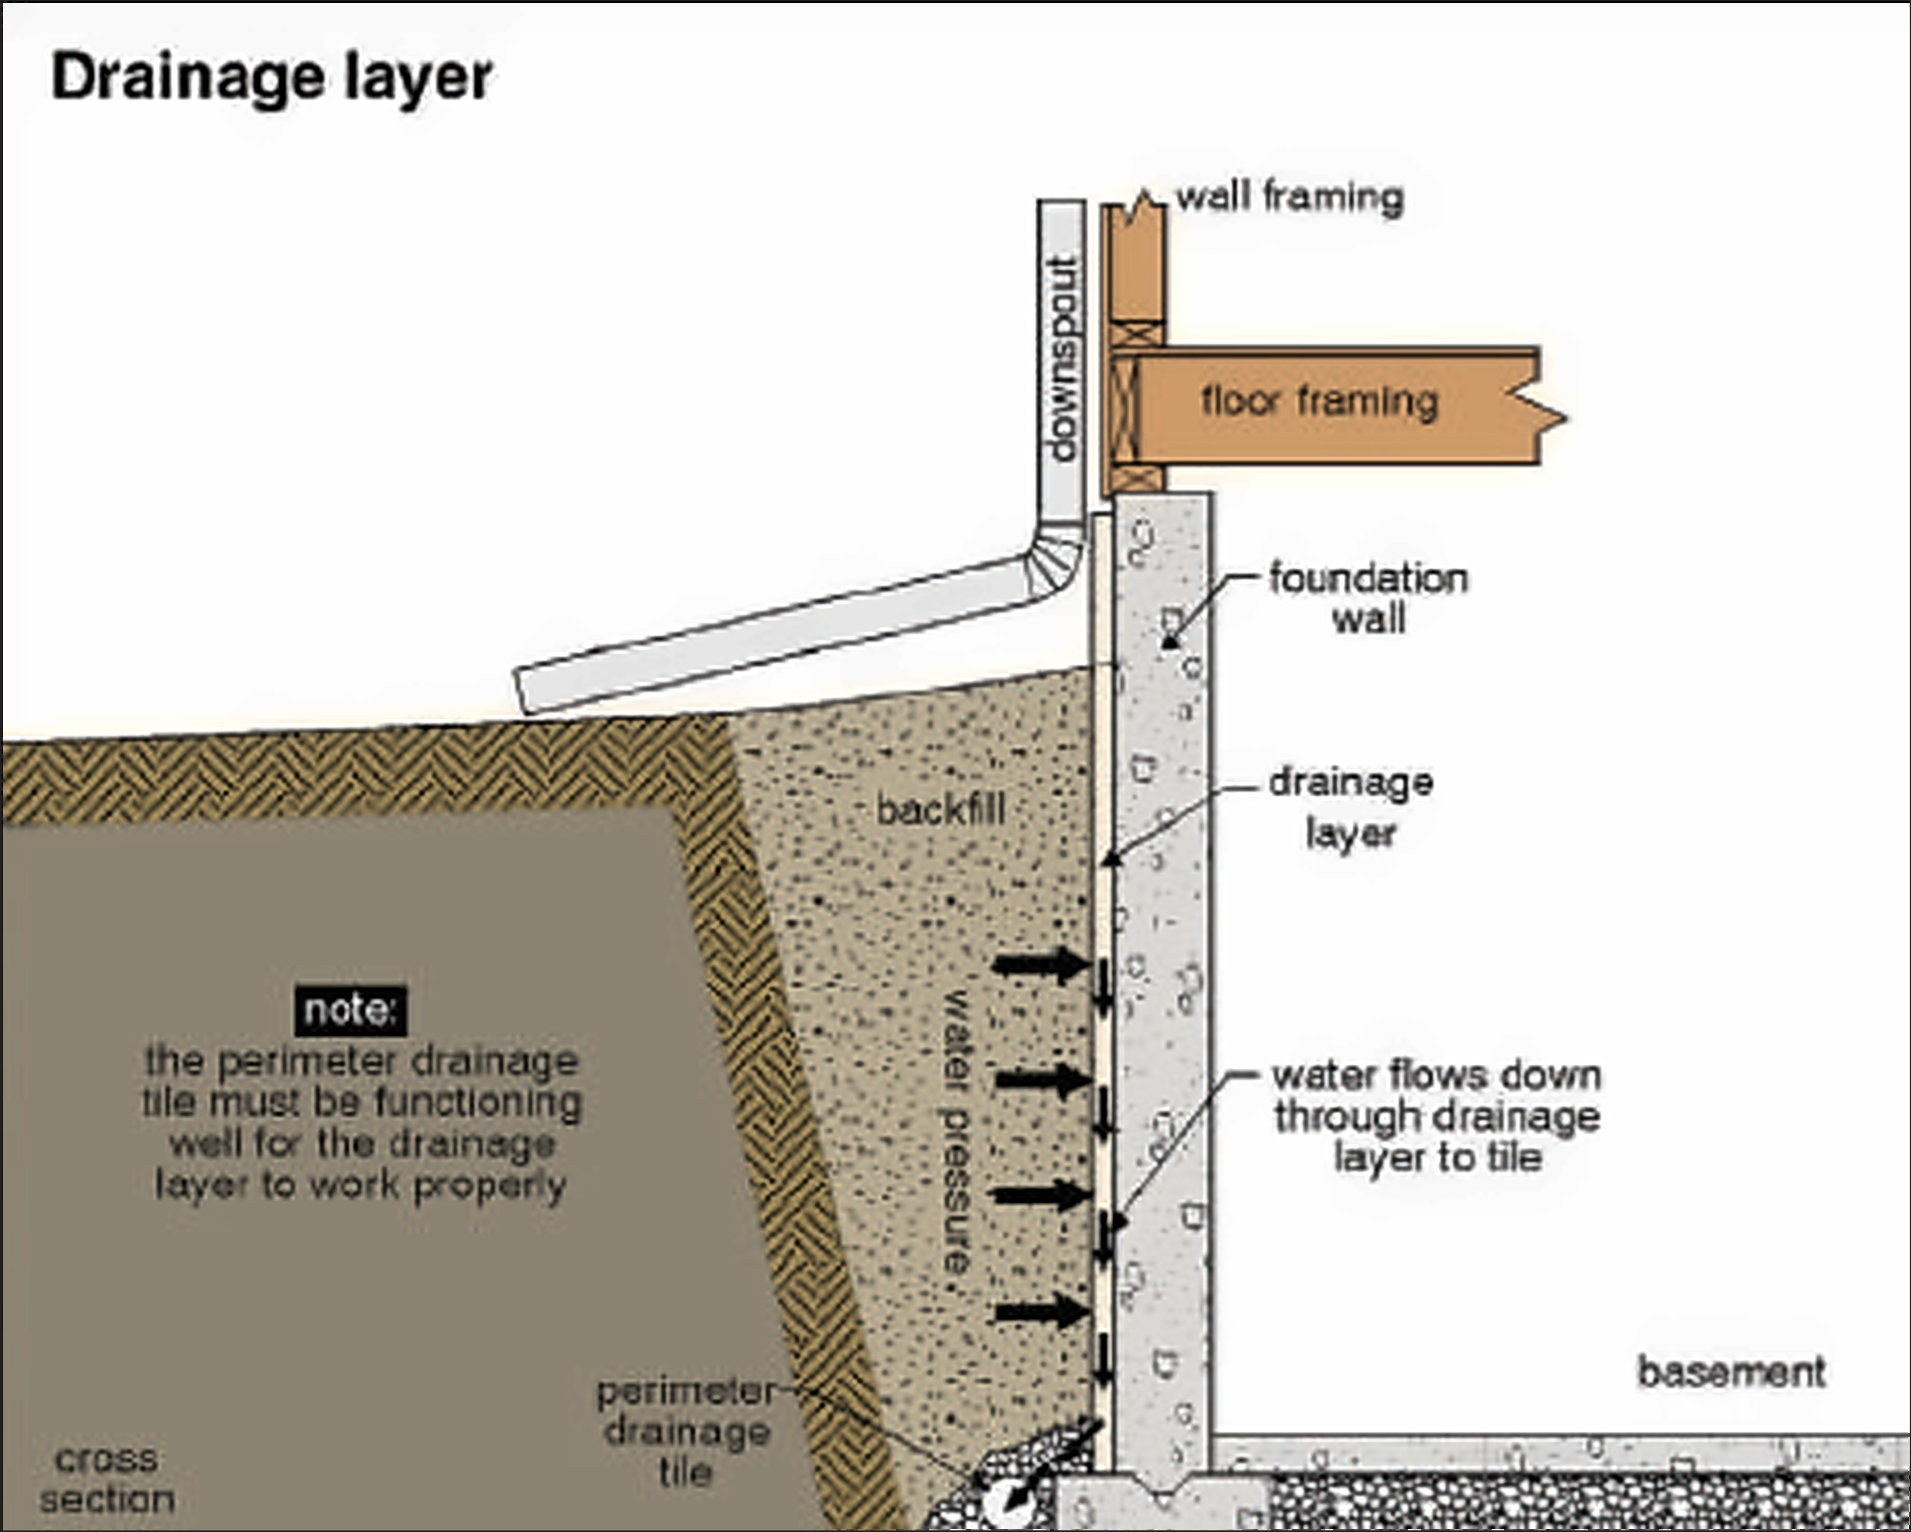 Drainage layer
wall framing
downspout
floor framing
foundation
wall
drainage
layer
backfill
water pressure
note:
the perimeter drainage
tile must be functioning
well for the drainage
layer to work properly
water flows down
through drainage
layer to tile
basement
perimeter
drainage
tile
cross
section